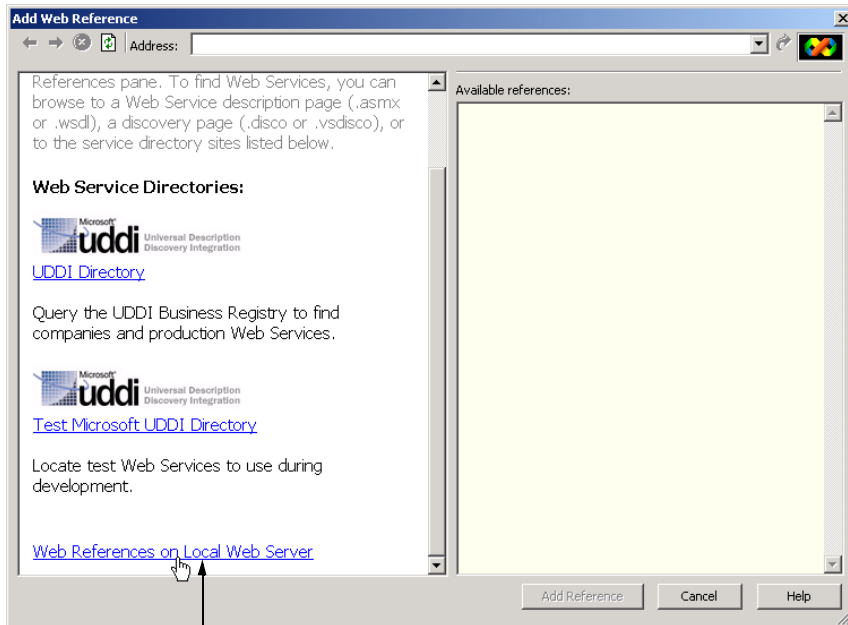 Add Web Reference
Address:
References pane. To find Web Services, you can
browse to a Web Service description page (.asmx
or .wsdl), a discovery page (.disco or .vsdisco), or
to the service directory sites listed below.
Web Service Directories:
Microsoft
uddi Universal Description
Discovery Integration
UDDI Directory
Query the UDDI Business Registry to find
companies and production Web Services.
Microsoft
uddi Universal Description
Discovery Integration
Test Microsoft UDDI Directory
Locate test Web Services to use during
development.
Web References on Local Web Server
Available references:
Add Reference Cancel Help